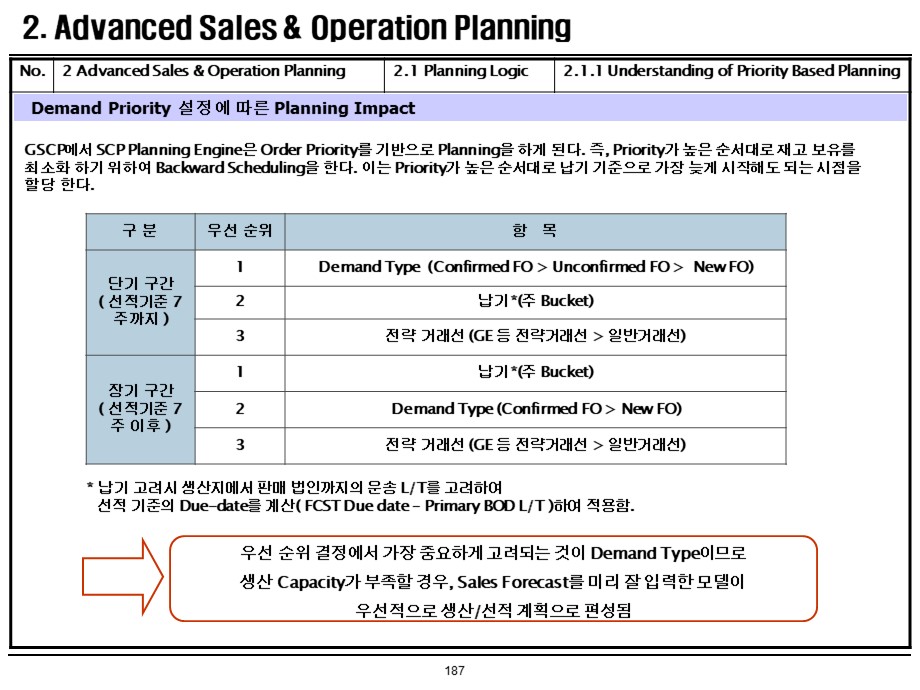 2. Advanced Sales & Operation Planning
No. 2 Advanced Sales & Operation Planning 2.1 Planning Logic 2.1.1 Understanding of Priority Based Planning
Demand Priority 설정에 따른 Planning Impact
GSCP에서 SCP Planning Engine은 Order Priority를 기반으로 Planning을 하게 된다. 즉, Priority가 높은 순서대로 재고 보유를
최소화 하기 위하여 Backward Scheduling을 한다. 이는 Priority가 높은 순서대로 납기 기준으로 가장 늦게 시작해도 되는 시점을
할당 한다.
구 분 우선 순위 항 목
단기 구간
( 선적기준 7
주까지 )
1 Demand Type (Confirmed FO > Unconfirmed FO > New FO)
2 납기*(주 Bucket)
3 전략 거래선 (GE 등 전략거래선 > 일반거래선)
장기 구간
( 선적기준 7
주 이후 )
1 납기*(주 Bucket)
2 Demand Type (Confirmed FO > New FO)
3 전략 거래선 (GE 등 전략거래선 > 일반거래선)
* 납기 고려시 생산지에서 판매 법인까지의 운송 L/T를 고려하여
선적 기준의 Due-date를 계산( FCST Due date - Primary BOD L/T )하여 적용함.
우선 순위 결정에서 가장 중요하게 고려되는 것이 Demand Type이므로
생산 Capacity가 부족할 경우, Sales Forecast를 미리 잘 입력한 모델이
우선적으로 생산/선적 계획으로 편성됨
187